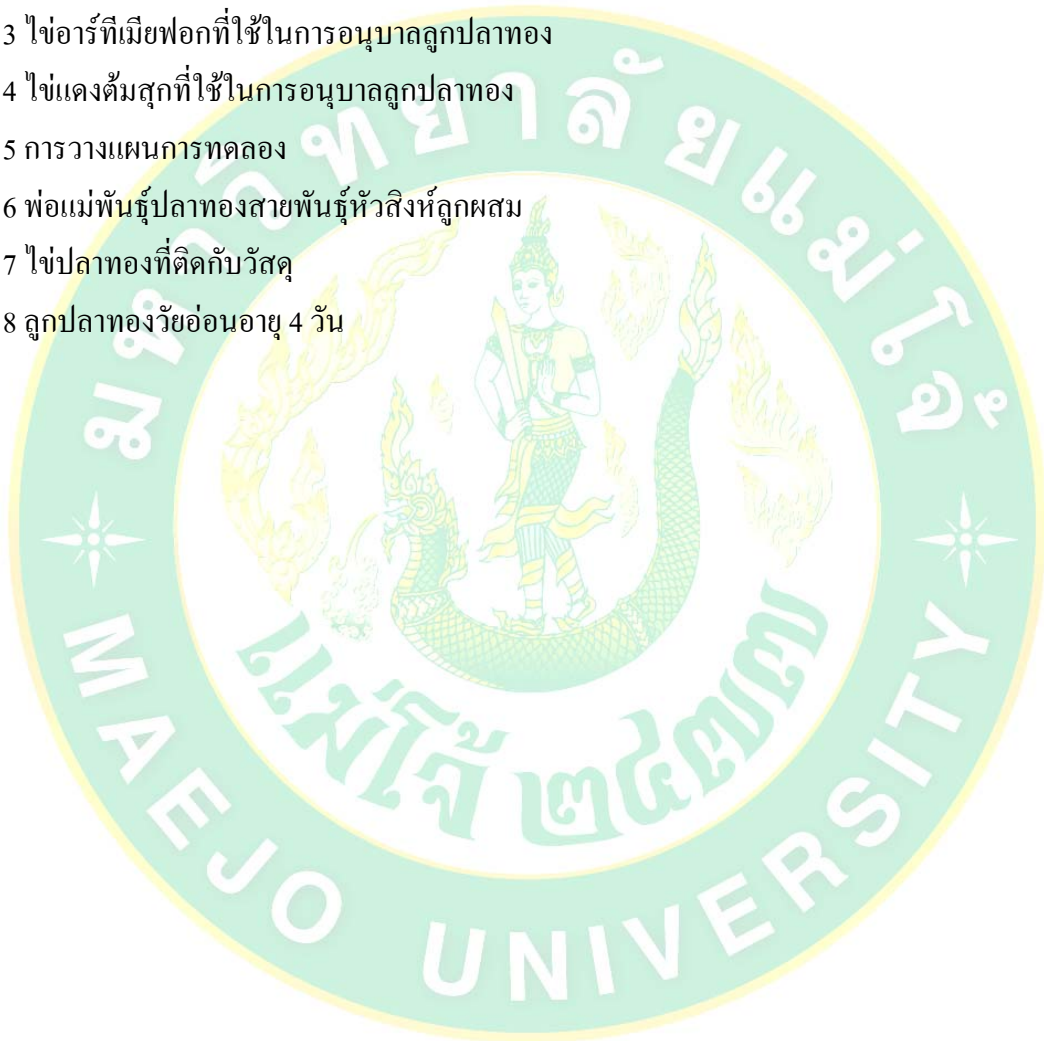 3 ไข่อาร์ทีเมียฟอกที่ใช้ในการอนุบาลลูกปลาทอง
4 ไข่แดงต้มสุกที่ใช้ในการอนุบาลลูกปลาทอง
5 การวางแผนการทดลอง
6 พ่อแม่พันธุ์ปลาทองสายพันธุ์หัวสิงห์ลูกผสม
7 ไข่ปลาทองที่ติดกับวัสดุ
8 ลูกปลาทองวัยอ่อนอายุ 4 วัน
มหาวิทยาลัยแม่โจ้
แม่โจ้ ๒๔๗๗
MAEJO UNIVERSITY